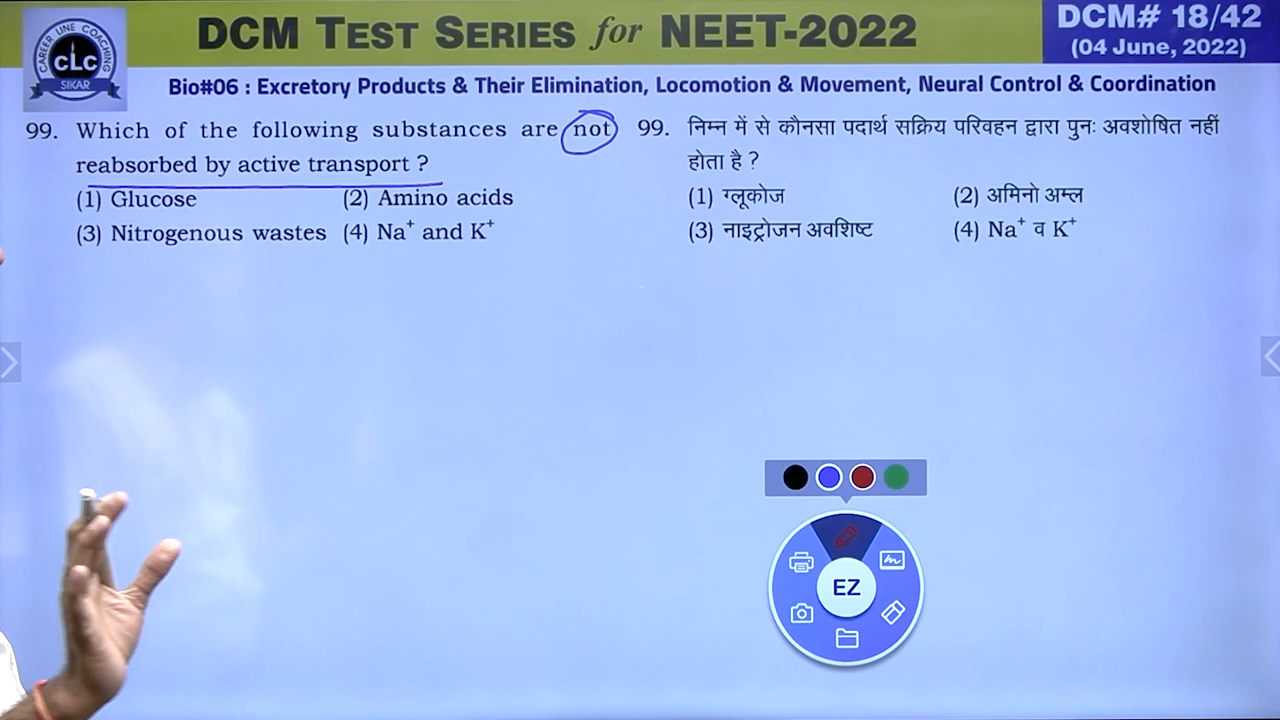 DCM TEST SERIES for NEET-2022
DCM# 18/42
(04 June, 2022)
CAREER LINE COACHING
CLC
SIKAR
Bio#06 : Excretory Products & Their Elimination, Locomotion & Movement, Neural Control & Coordination
99. Which of the following substances are not
reabsorbed by active transport ?
(1) Glucose (2) Amino acids
(3) Nitrogenous wastes (4) Na⁺ and K⁺
99. निम्न में से कौनसा पदार्थ सक्रिय परिवहन द्वारा पुनः अवशोषित नहीं
होता है ?
(1) ग्लूकोज (2) अमिनो अम्ल
(3) नाइट्रोजन अवशिष्ट (4) Na⁺ व K⁺
EZ